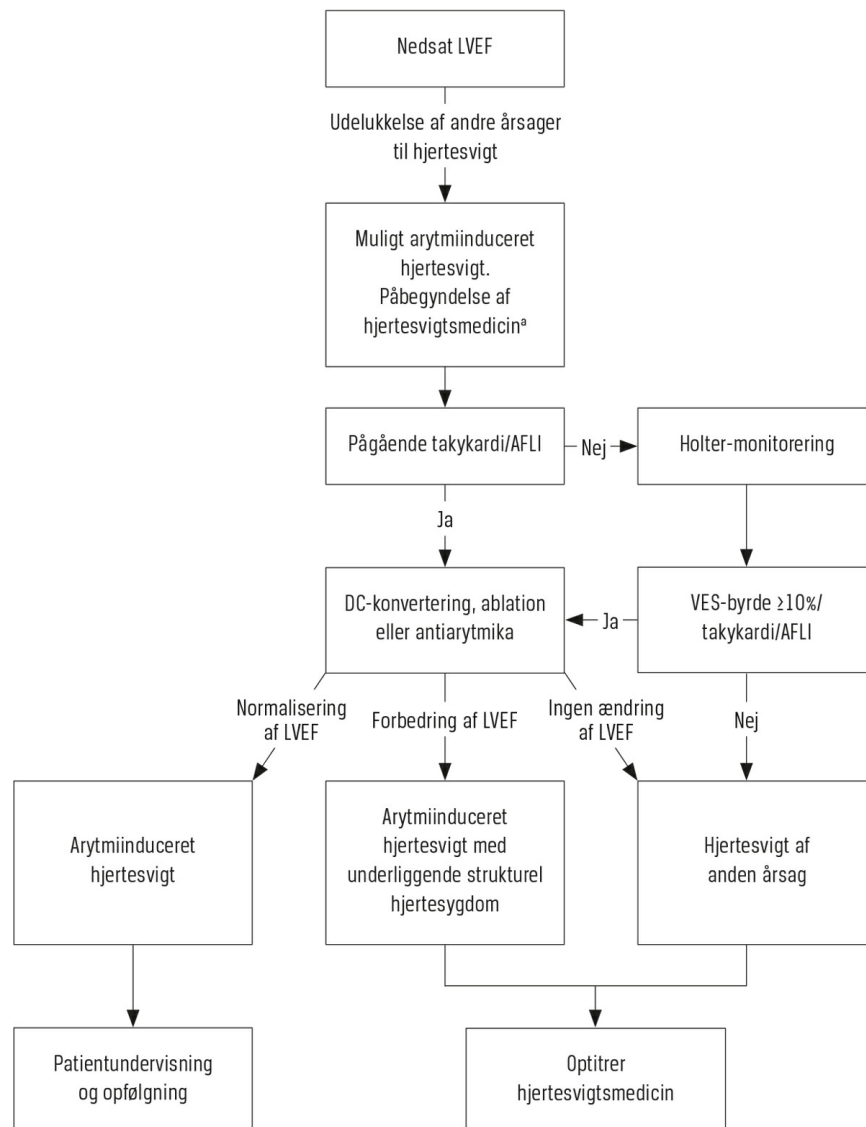 Nedsat LVEF
Udelukkelse af andre årsager
til hjertesvigt
Muligt arytmiinduceret
hjertesvigt.
Påbegyndelse af
hjertesvigtsmedicinª
Pågående takykardi/AFLI
Nej
Holter-monitorering
Ja
DC-konvertering, ablation
eller antiarytmika
Ja
VES-byrde ≥10%/
takykardi/AFLI
Normalisering
af LVEF
Forbedring af LVEF
Ingen ændring
af LVEF
Nej
Arytmiinduceret
hjertesvigt
Arytmiinduceret
hjertesvigt med
underliggende strukturel
hjertesygdom
Hjertesvigt af
anden årsag
Patientundervisning
og opfølgning
Optitrer
hjertesvigtsmedicin